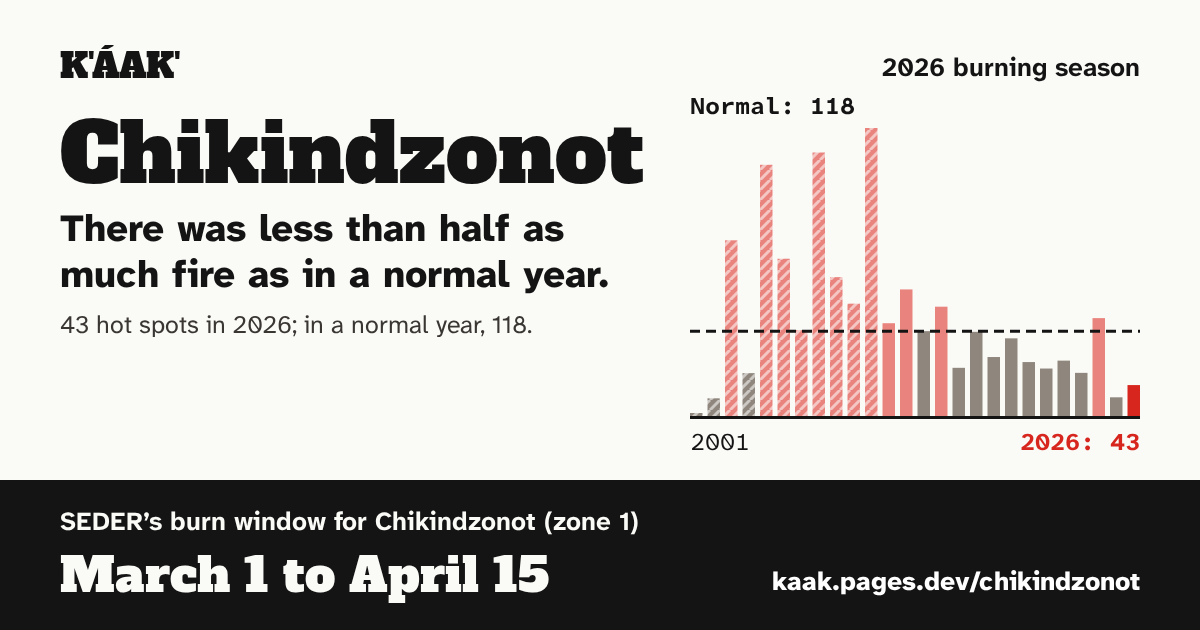 K'ÁAK'
Chikindzonot
There was less than half as
much fire as in a normal year.
43 hot spots in 2026; in a normal year, 118.
2026 burning season
Normal: 118
2001
2026: 43
SEDER’s burn window for Chikindzonot (zone 1)
March 1 to April 15
kaak.pages.dev/chikindzonot